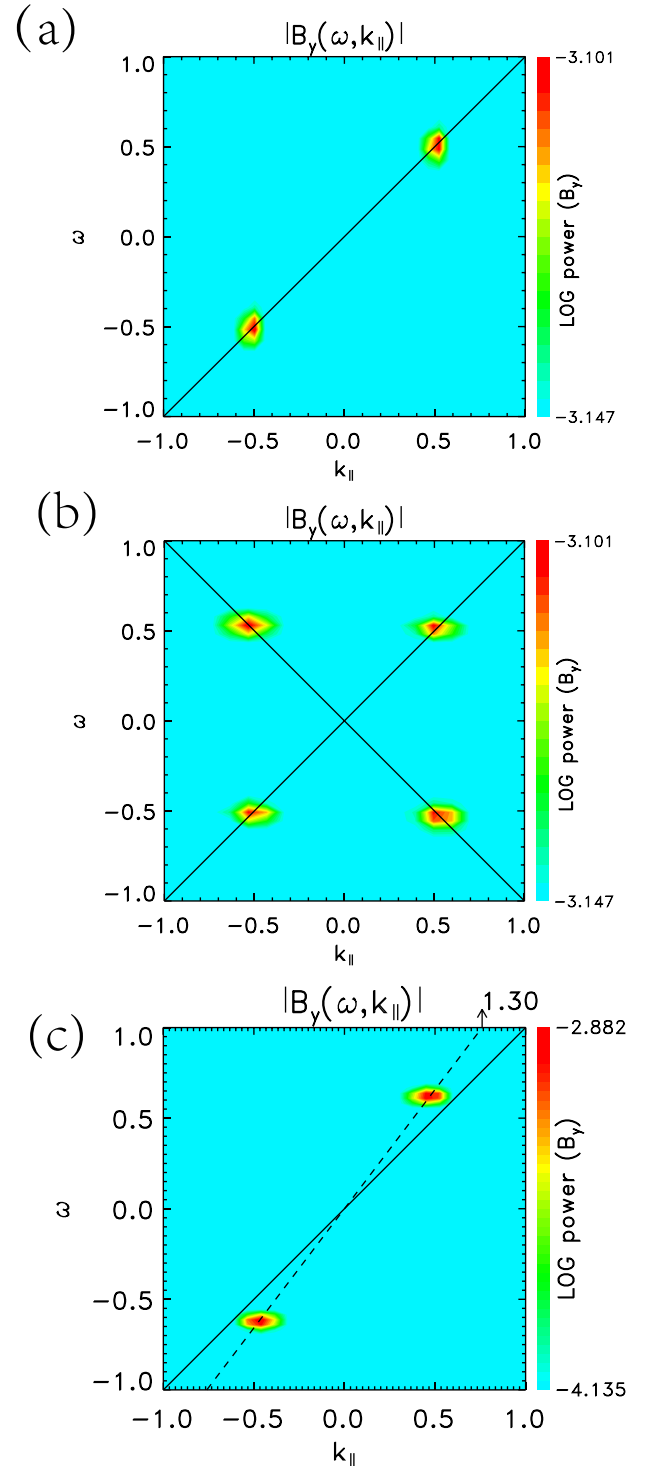 (a)
|B_y(ω,k_∥)|
1.0
0.5
0.0
−0.5
−1.0
ω
−1.0 −0.5 0.0 0.5 1.0
k_∥
−3.101
LOG power (B_y)
−3.147
(b)
|B_y(ω,k_∥)|
1.0
0.5
0.0
−0.5
−1.0
ω
−1.0 −0.5 0.0 0.5 1.0
k_∥
−3.101
LOG power (B_y)
−3.147
(c)
|B_y(ω,k_∥)|
1.30
1.0
0.5
0.0
−0.5
−1.0
ω
−1.0 −0.5 0.0 0.5 1.0
k_∥
−2.882
LOG power (B_y)
−4.135